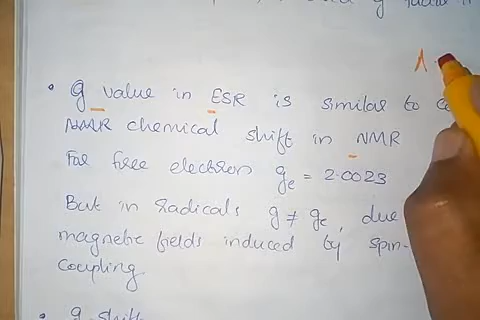 g value in ESR is similar to
chemical shift in NMR
For free electron ge = 2.0023
But in radicals g ≠ ge, due
magnetic fields induced by spin-
coupling.
g shift